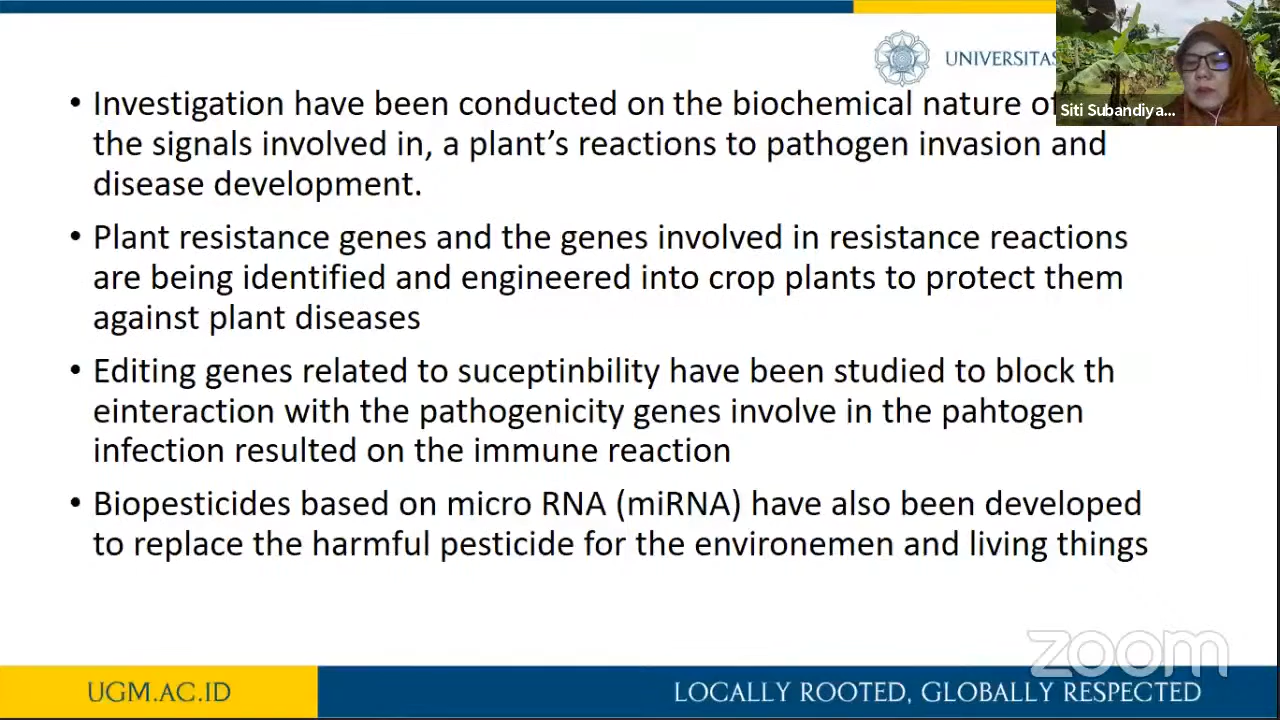 UNIVERSITAS
Siti Subandiya...
• Investigation have been conducted on the biochemical nature of
the signals involved in, a plant's reactions to pathogen invasion and
disease development.
• Plant resistance genes and the genes involved in resistance reactions
are being identified and engineered into crop plants to protect them
against plant diseases
• Editing genes related to suceptinbility have been studied to block th
einteraction with the pathogenicity genes involve in the pahtogen
infection resulted on the immune reaction
• Biopesticides based on micro RNA (miRNA) have also been developed
to replace the harmful pesticide for the environemen and living things
zoom
UGM.AC.ID
LOCALLY ROOTED, GLOBALLY RESPECTED